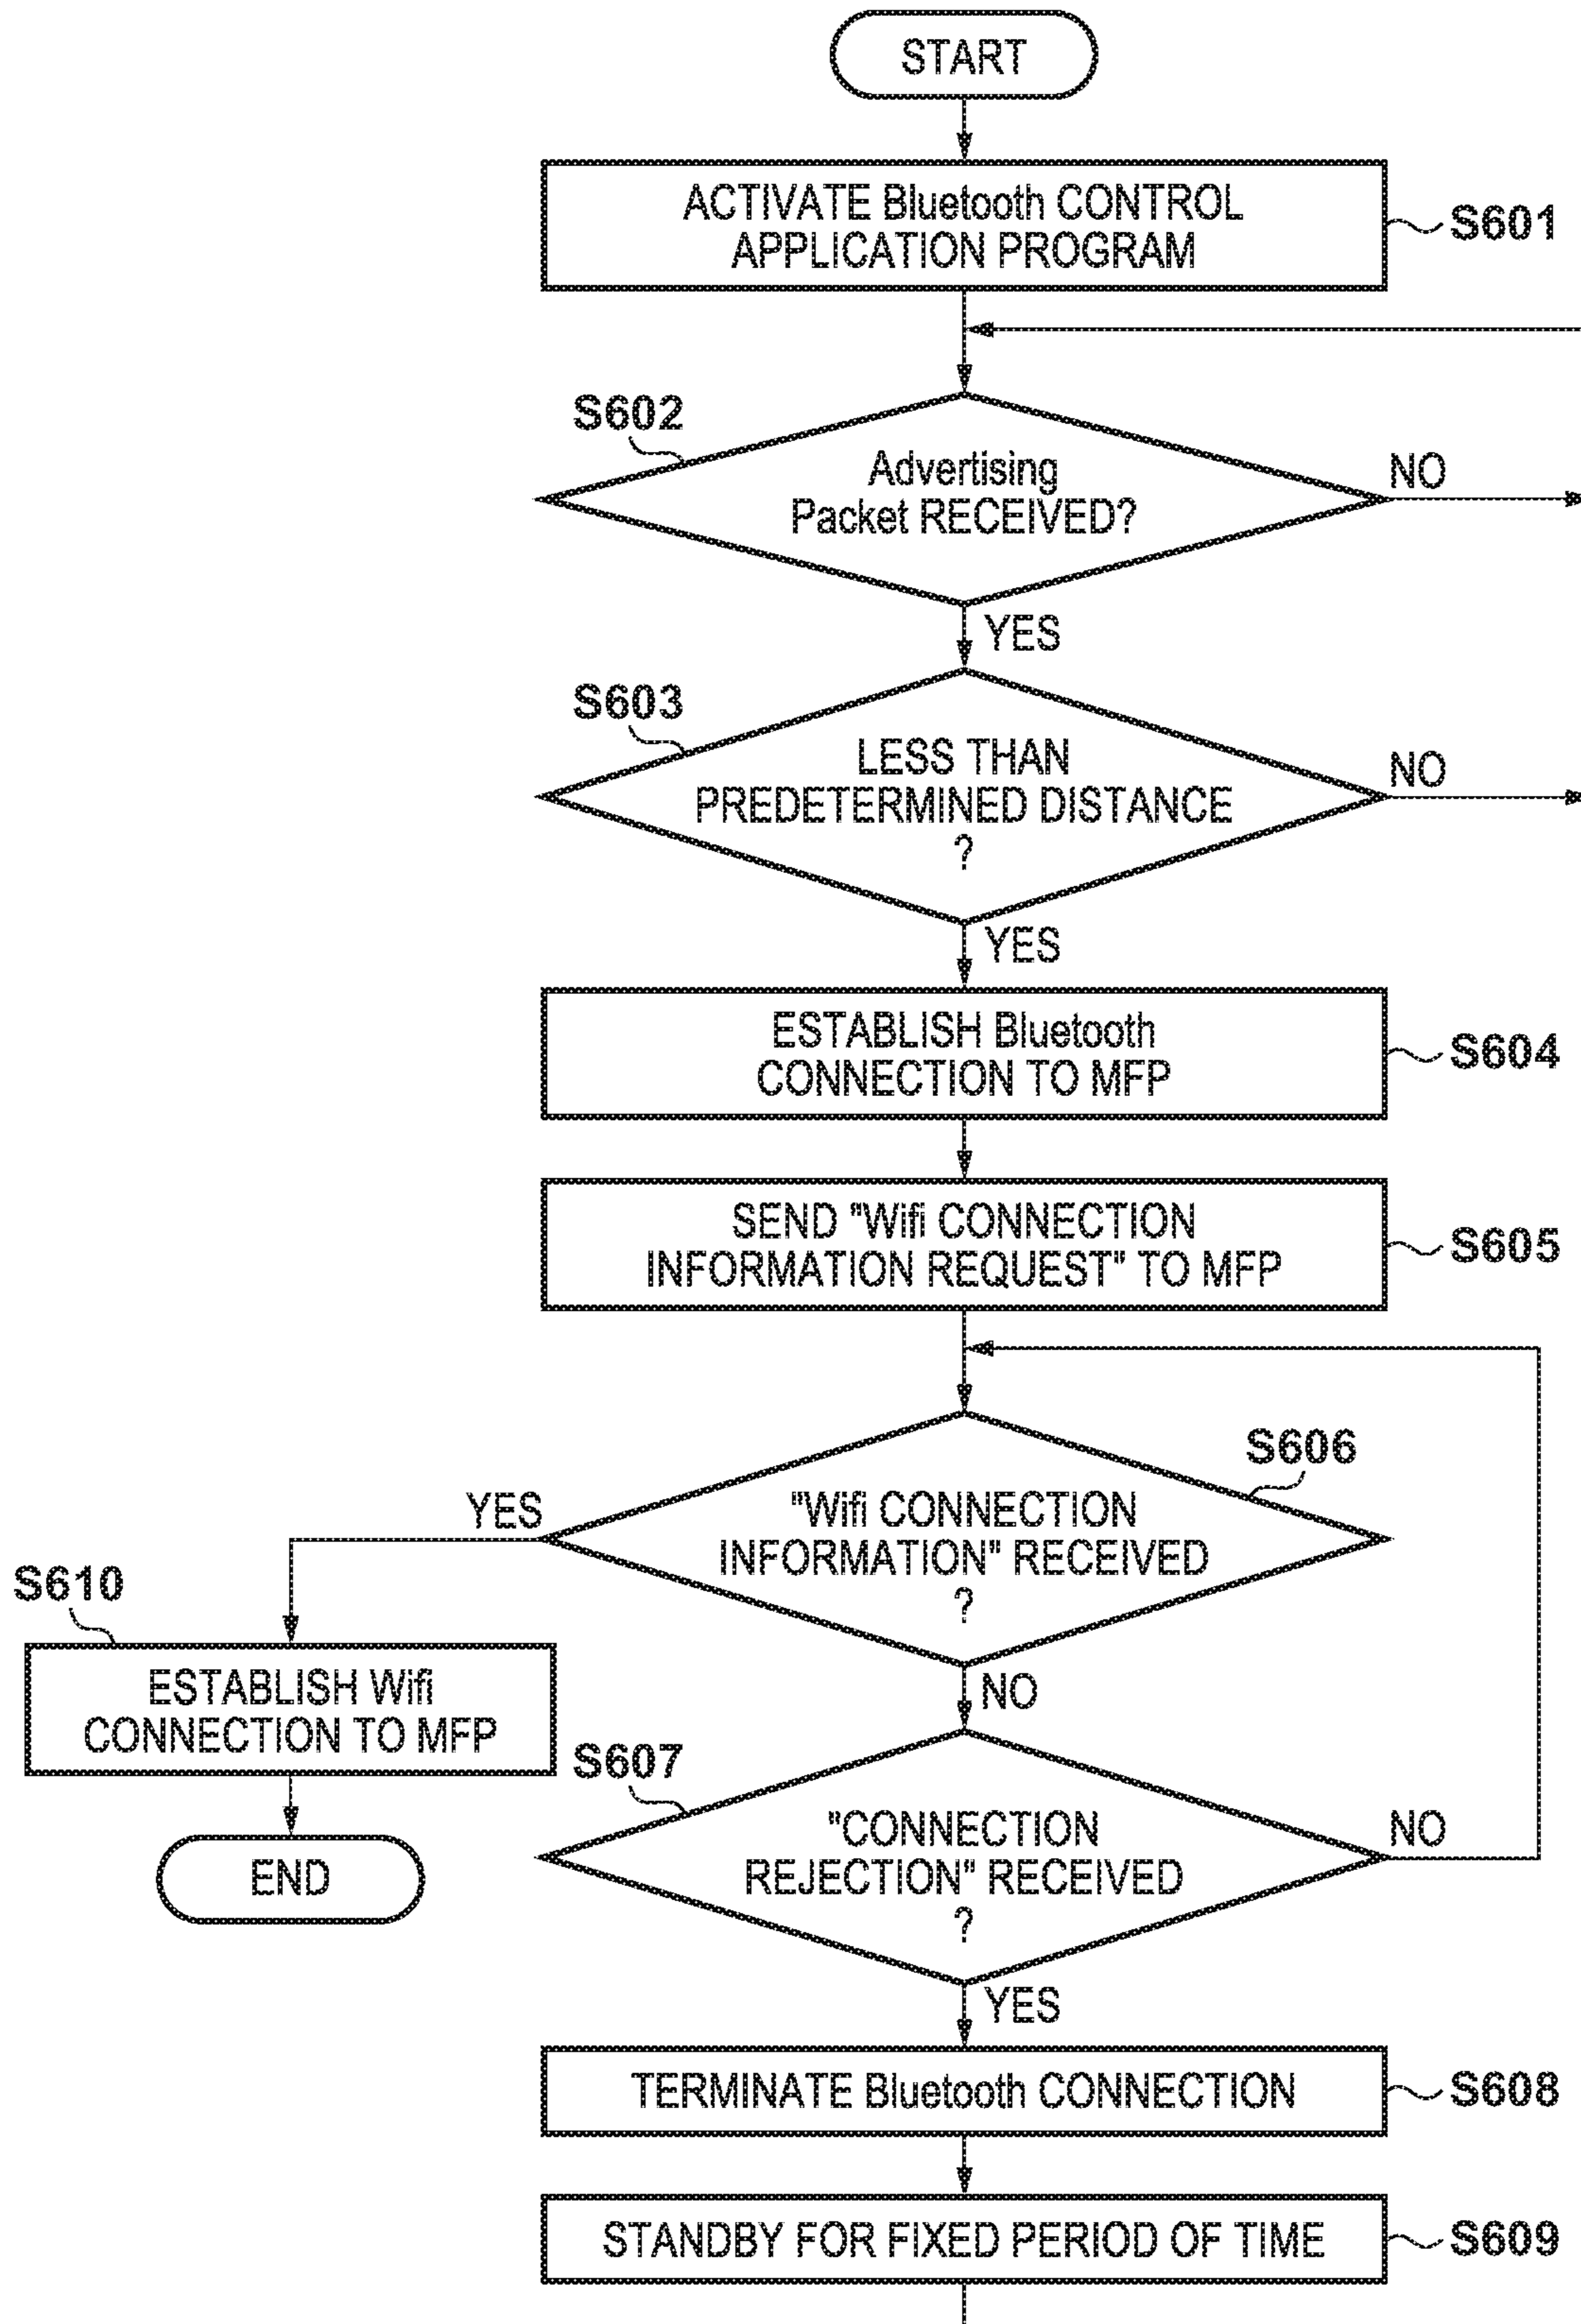 START
ACTIVATE Bluetooth CONTROL
APPLICATION PROGRAM
S601
S602
Advertising
Packet RECEIVED?
NO
YES
S603
LESS THAN
PREDETERMINED DISTANCE
?
NO
YES
ESTABLISH Bluetooth
CONNECTION TO MFP
S604
SEND "Wifi CONNECTION
INFORMATION REQUEST" TO MFP
S605
S606
YES
"Wifi CONNECTION
INFORMATION" RECEIVED
?
S610
NO
ESTABLISH Wifi
CONNECTION TO MFP
END
S607
"CONNECTION
REJECTION" RECEIVED
?
NO
YES
TERMINATE Bluetooth CONNECTION
S608
STANDBY FOR FIXED PERIOD OF TIME
S609